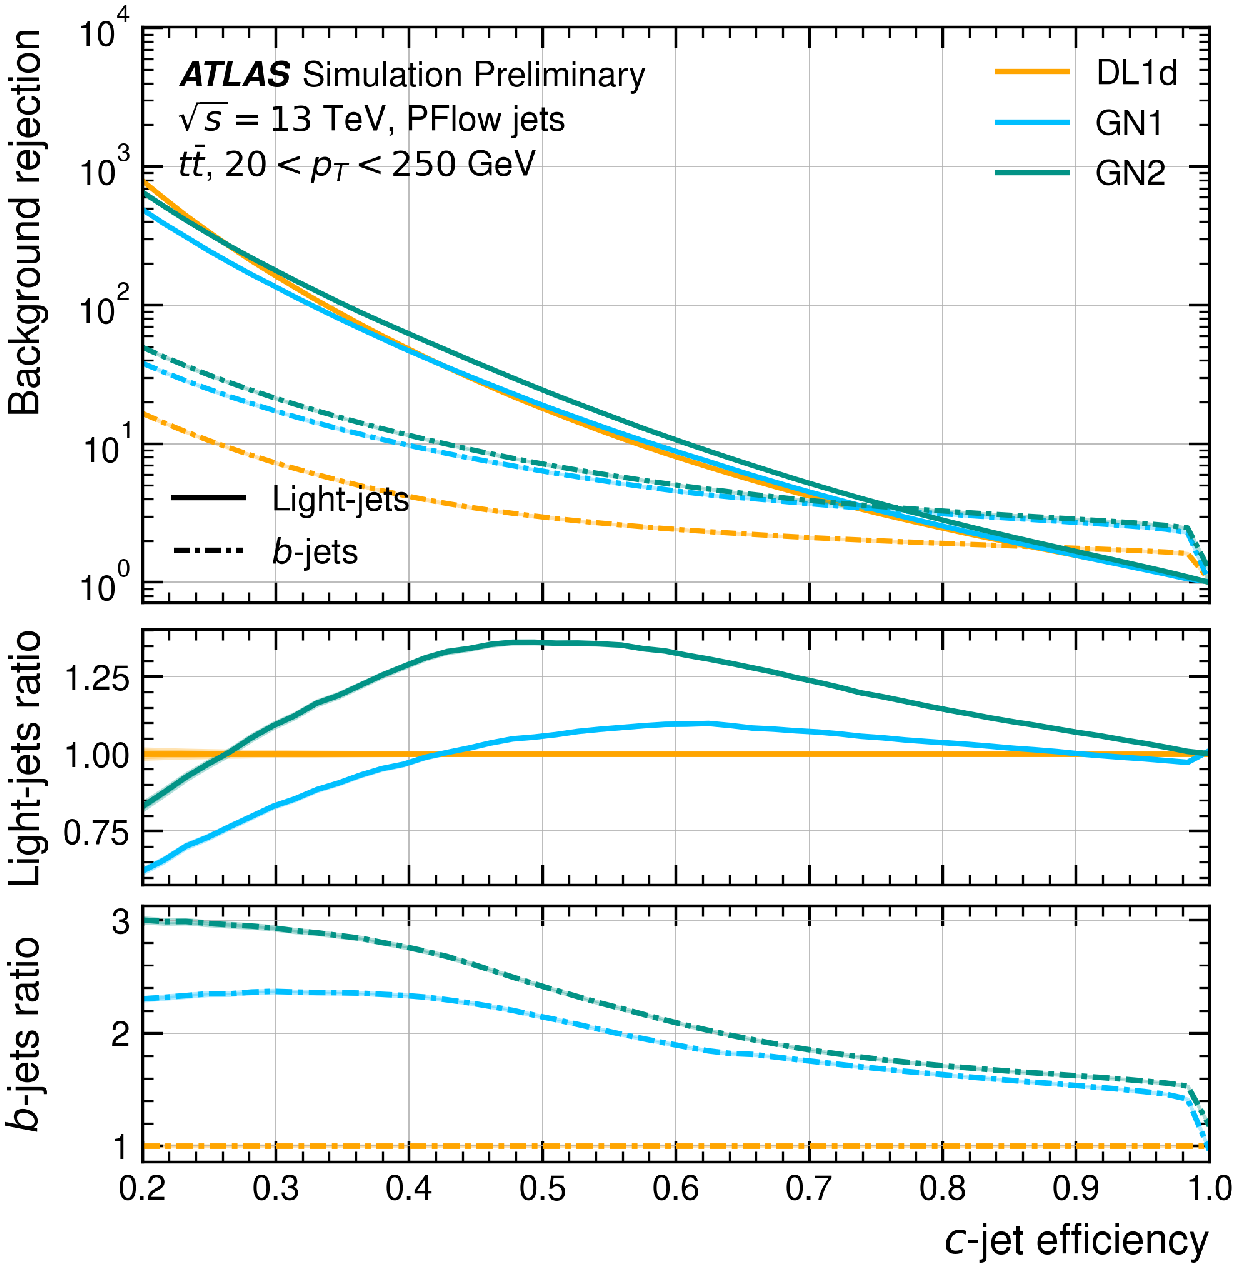 Background rejection
10^4
10^3
10^2
10^1
10^0
ATLAS Simulation Preliminary
√s = 13 TeV, PFlow jets
tt̄, 20 < p_T < 250 GeV
DL1d
GN1
GN2
Light-jets
b-jets
Light-jets ratio
1.25
1.00
0.75
b-jets ratio
3
2
1
0.2 0.3 0.4 0.5 0.6 0.7 0.8 0.9 1.0
c-jet efficiency